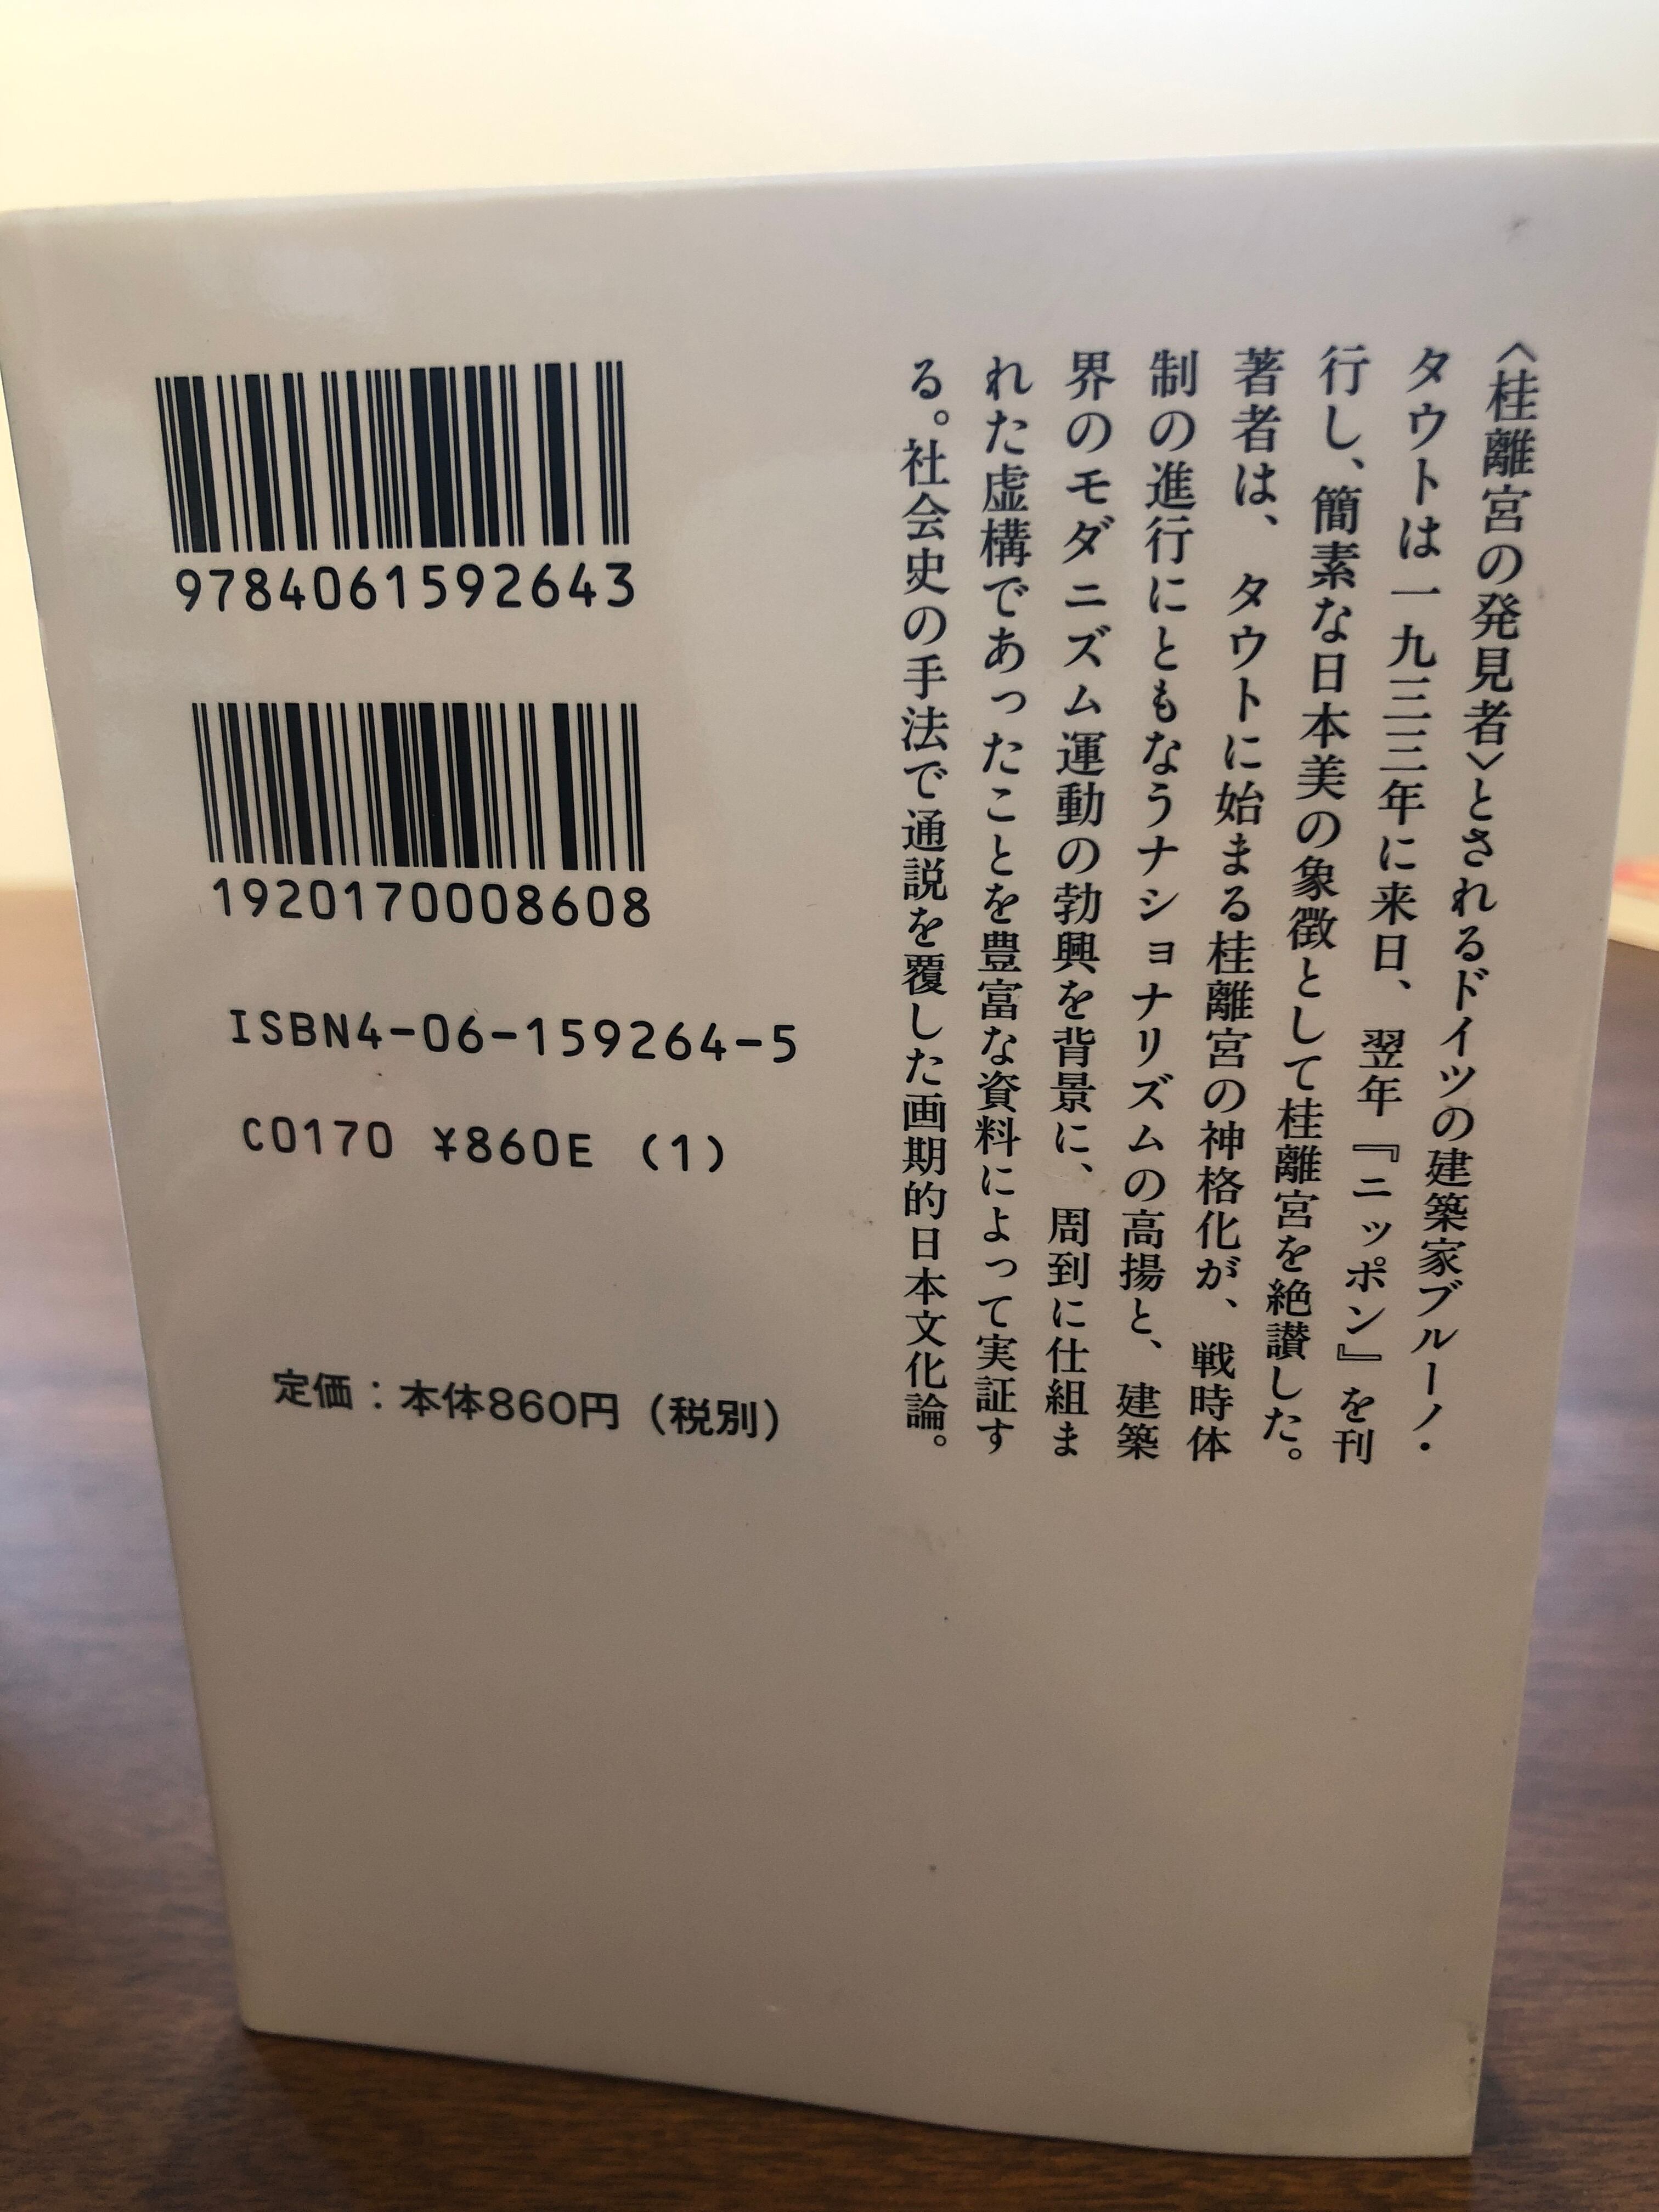 〈桂離宮の発見者〉とされるドイツの建築家ブルーノ・
タウトは一九三三年に来日、翌年『ニッポン』を刊
行し、簡素な日本美の象徴として桂離宮を絶讃した。
著者は、タウトに始まる桂離宮の神格化が、戦時体
制の進行にともなうナショナリズムの高揚と、建築
界のモダニズム運動の勃興を背景に、周到に仕組ま
れた虚構であったことを豊富な資料によって実証す
る。社会史の手法で通説を覆した画期的日本文化論。
9784061592643
1920170008608
ISBN4-06-159264-5
C0170 ¥860E (1)
定価：本体860円（税別）